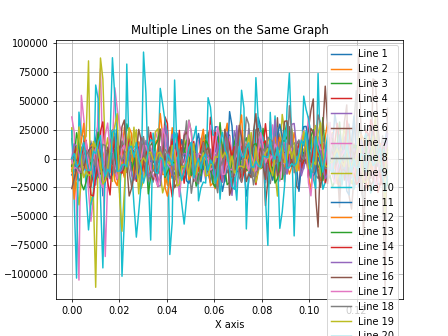 Multiple Lines on the Same Graph
100000
75000
50000
25000
0
−25000
−50000
−75000
−100000
0.00 0.02 0.04 0.06 0.08 0.10
X axis
Line 1
Line 2
Line 3
Line 4
Line 5
Line 6
Line 7
Line 8
Line 9
Line 10
Line 11
Line 12
Line 13
Line 14
Line 15
Line 16
Line 17
Line 18
Line 19
Line 20